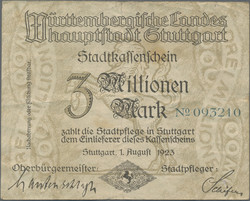 Württembergische Landes
hauptstadt Stuttgart
Stadtkassenschein
3 Millionen
Mark
No 093210
zahlt die Stadtpflege in Stuttgart
dem Einlieferer dieses Kassenscheins
Stuttgart. 1. August 1923
Oberbürgermeister: Stadtpfleger: